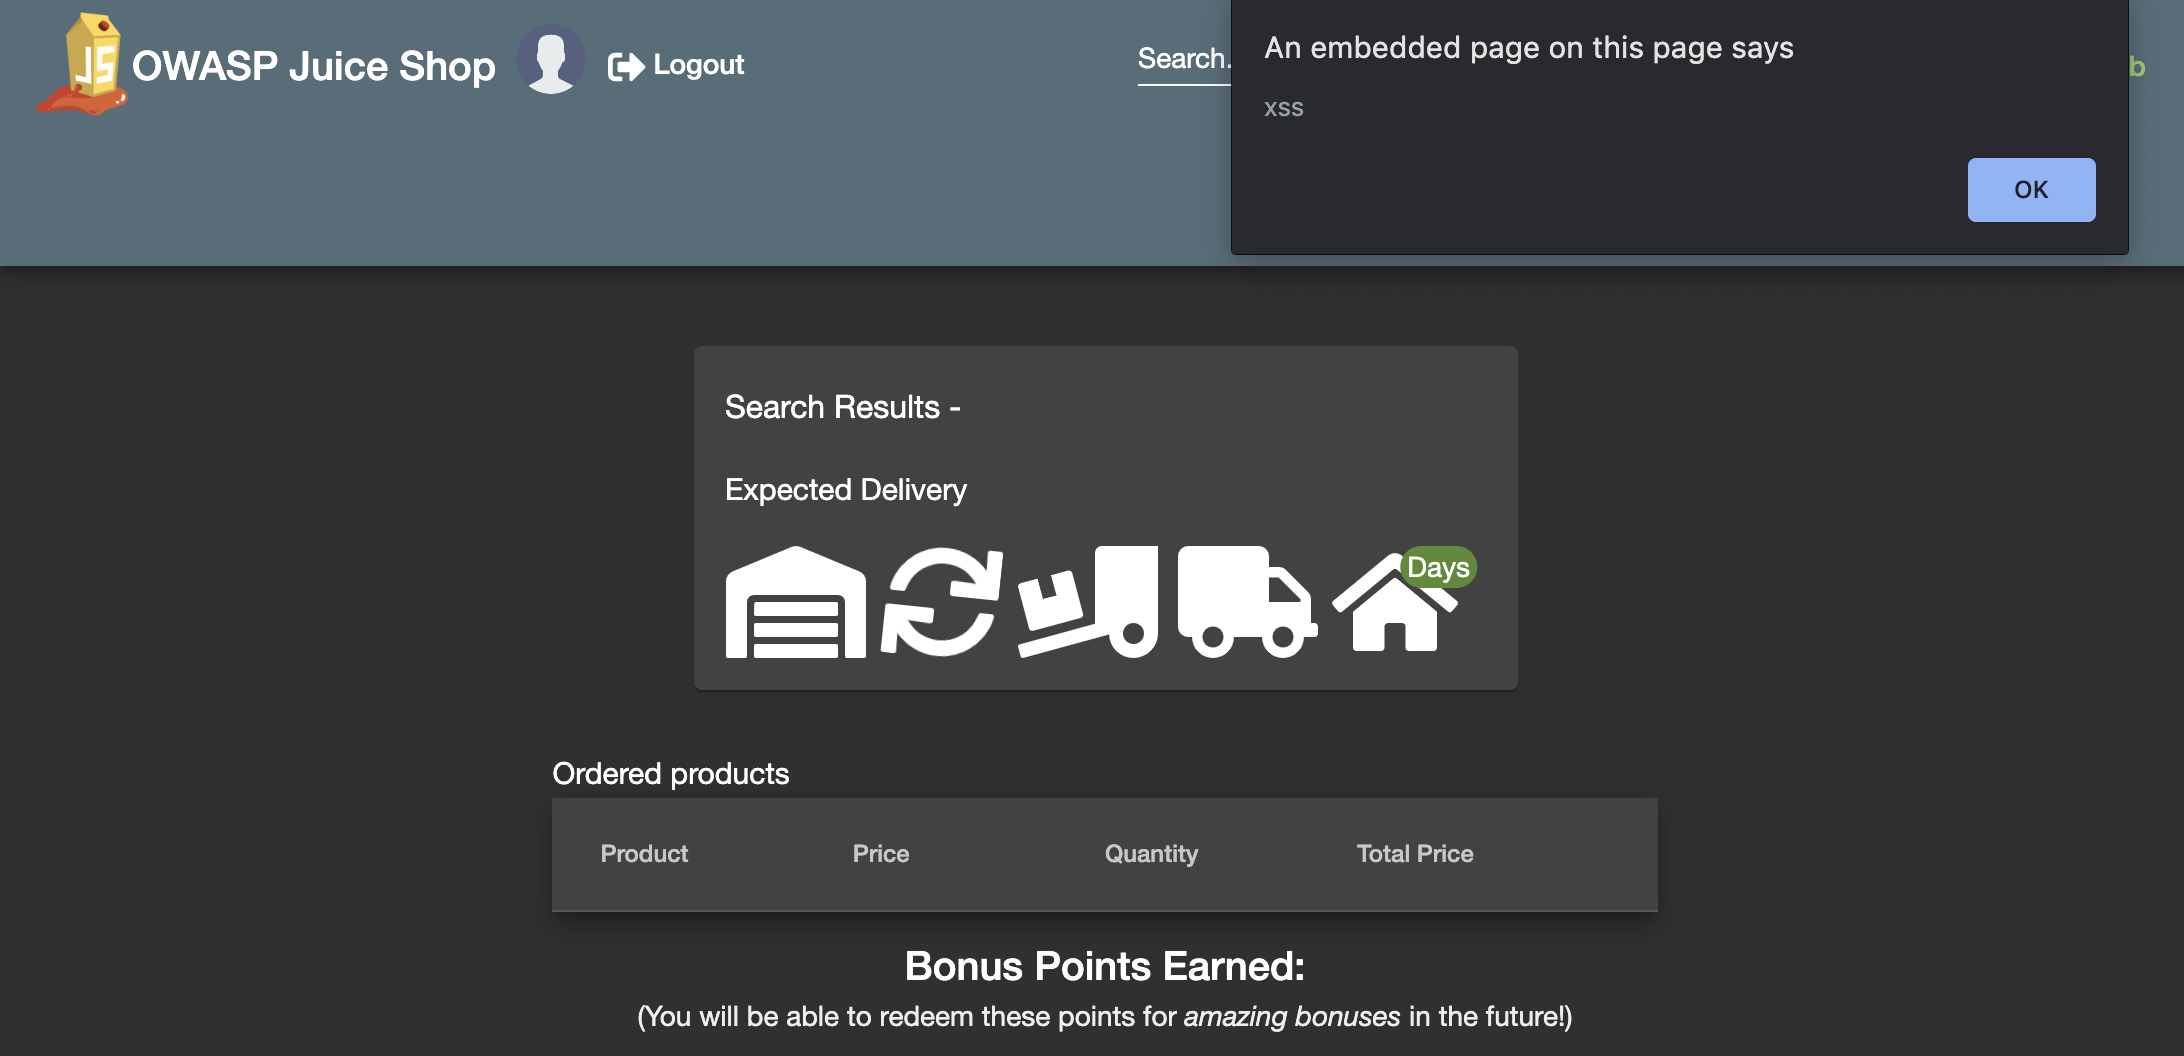 OWASP Juice Shop
Logout
Search.
An embedded page on this page says
xss
OK
b
Search Results -
Expected Delivery
Days
Ordered products
Product Price Quantity Total Price
Bonus Points Earned:
(You will be able to redeem these points for amazing bonuses in the future!)